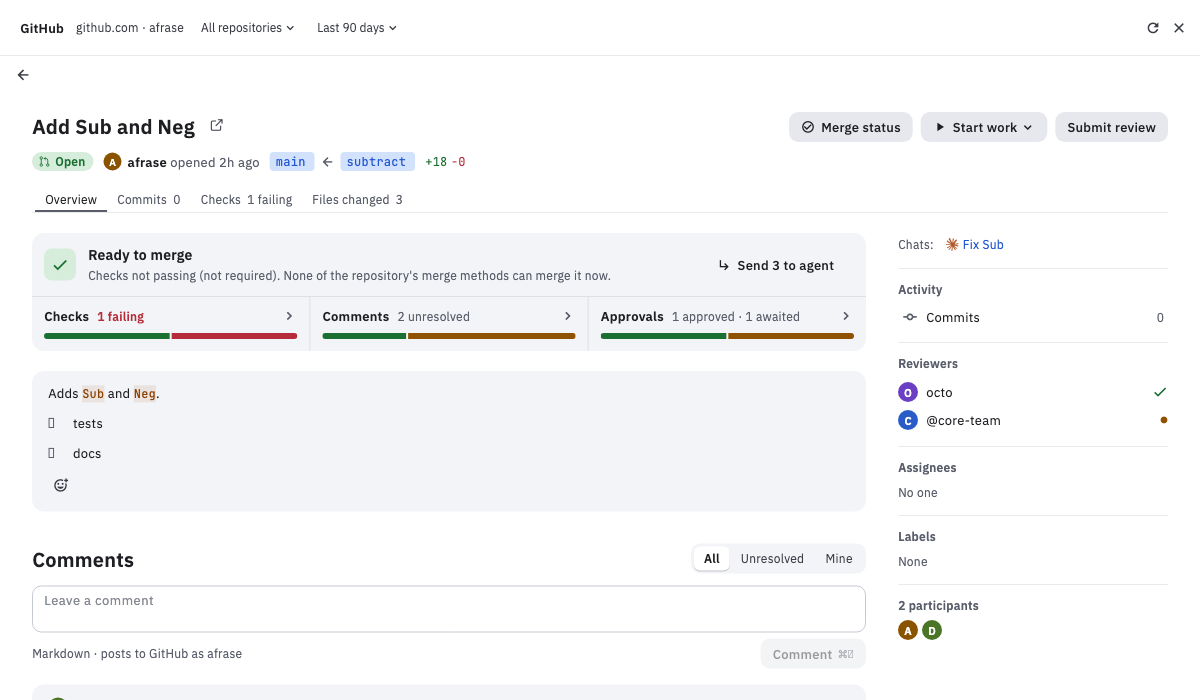 GitHub github.com · afrase All repositories Last 90 days
Add Sub and Neg
Merge status Start work Submit review
Open A afrase opened 2h ago main ← subtract +18 -0
Overview Commits 0 Checks 1 failing Files changed 3
Ready to merge
Checks not passing (not required). None of the repository's merge methods can merge it now.
Send 3 to agent
Checks 1 failing
Comments 2 unresolved
Approvals 1 approved · 1 awaited
Adds Sub and Neg.
tests
docs
Comments
All Unresolved Mine
Leave a comment
Markdown · posts to GitHub as afrase
Comment ⌘
Chats: Fix Sub
Activity
Commits 0
Reviewers
O octo
C @core-team
Assignees
No one
Labels
None
2 participants
A D